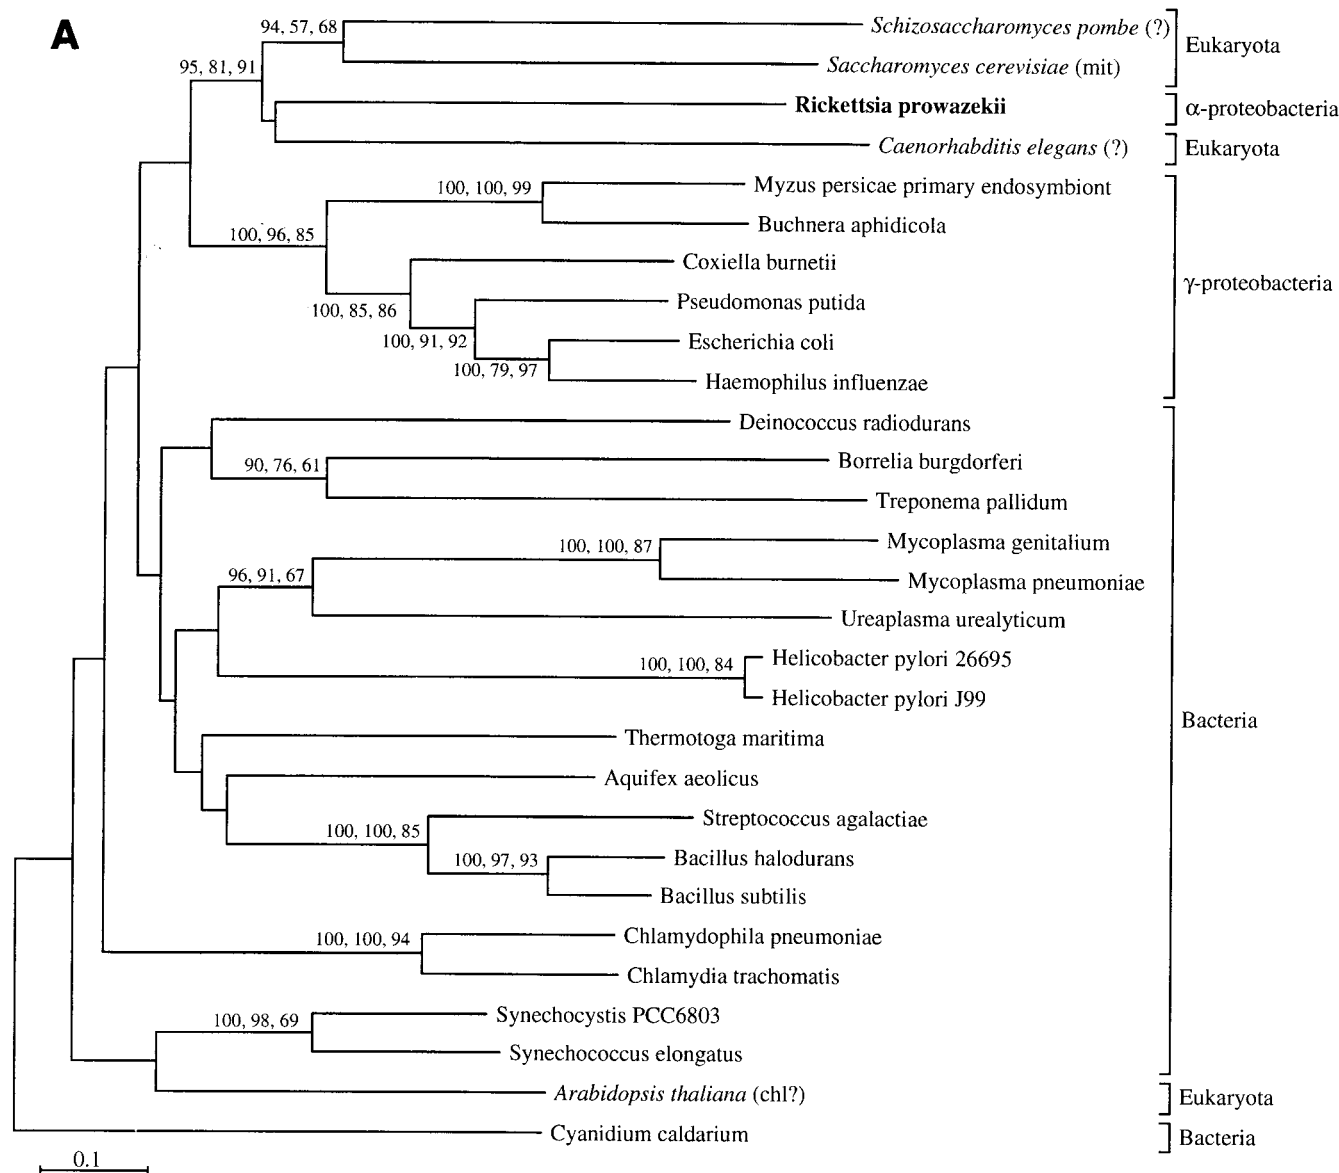 A
94, 57, 68
Schizosaccharomyces pombe (?)
Eukaryota
95, 81, 91
Saccharomyces cerevisiae (mit)
Rickettsia prowazekii
α-proteobacteria
Caenorhabditis elegans (?)
Eukaryota
100, 100, 99
Myzus persicae primary endosymbiont
100, 96, 85
Buchnera aphidicola
Coxiella burnetii
γ-proteobacteria
100, 85, 86
Pseudomonas putida
100, 91, 92
Escherichia coli
100, 79, 97
Haemophilus influenzae
Deinococcus radiodurans
90, 76, 61
Borrelia burgdorferi
Treponema pallidum
100, 100, 87
Mycoplasma genitalium
96, 91, 67
Mycoplasma pneumoniae
Ureaplasma urealyticum
100, 100, 84
Helicobacter pylori 26695
Helicobacter pylori J99
Bacteria
Thermotoga maritima
Aquifex aeolicus
100, 100, 85
Streptococcus agalactiae
100, 97, 93
Bacillus halodurans
Bacillus subtilis
100, 100, 94
Chlamydophila pneumoniae
Chlamydia trachomatis
100, 98, 69
Synechocystis PCC6803
Synechococcus elongatus
Arabidopsis thaliana (chl?)
Eukaryota
Cyanidium caldarium
Bacteria
0.1